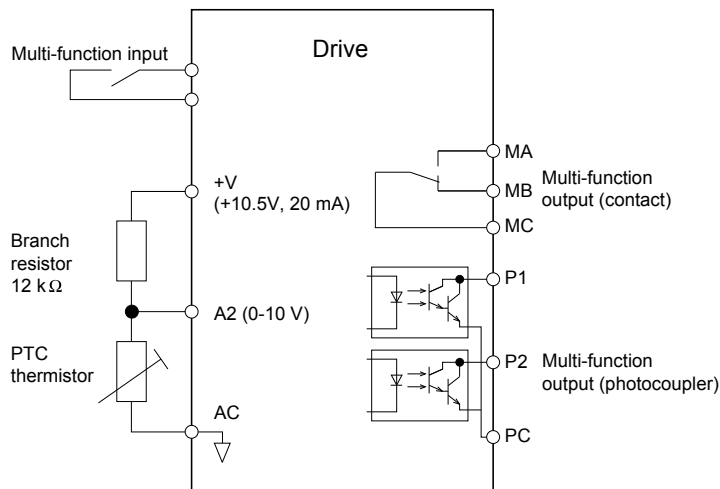 Drive
Multi-function input
+V
(+10.5V, 20 mA)
Branch
resistor
12 kΩ
A2 (0-10 V)
PTC
thermistor
AC
MA
MB
MC
Multi-function
output (contact)
P1
P2
PC
Multi-function
output (photocoupler)